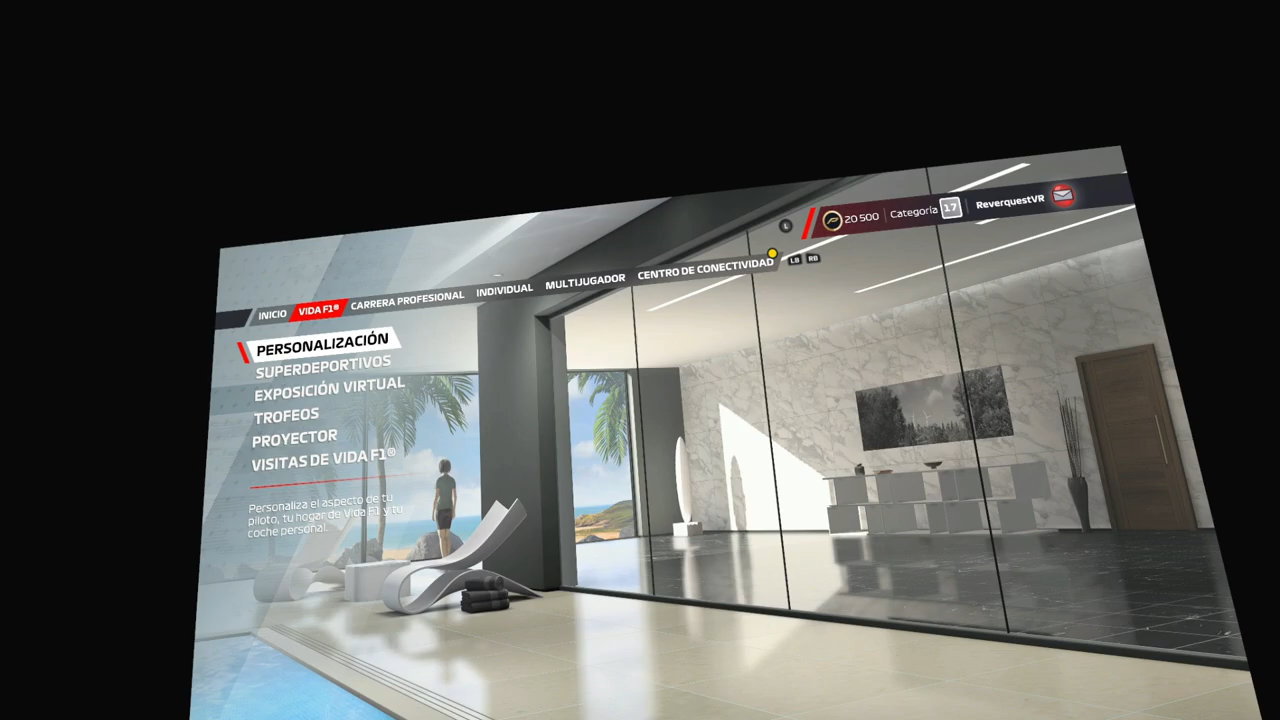 20 500 Categoría 17 ReverquestVR
L
INICIO VIDA F1® CARRERA PROFESIONAL INDIVIDUAL MULTIJUGADOR CENTRO DE CONECTIVIDAD LB RB
PERSONALIZACIÓN
SUPERDEPORTIVOS
EXPOSICIÓN VIRTUAL
TROFEOS
PROYECTOR
VISITAS DE VIDA F1®
Personaliza el aspecto de tu
piloto, tu hogar de Vida F1 y tu
coche personal.